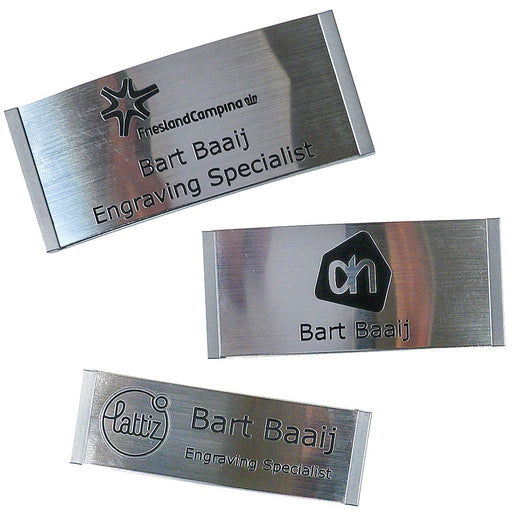 FrieslandCampina
Bart Baaij
Engraving Specialist
ah
Bart Baaij
Lattiz
Bart Baaij
Engraving Specialist